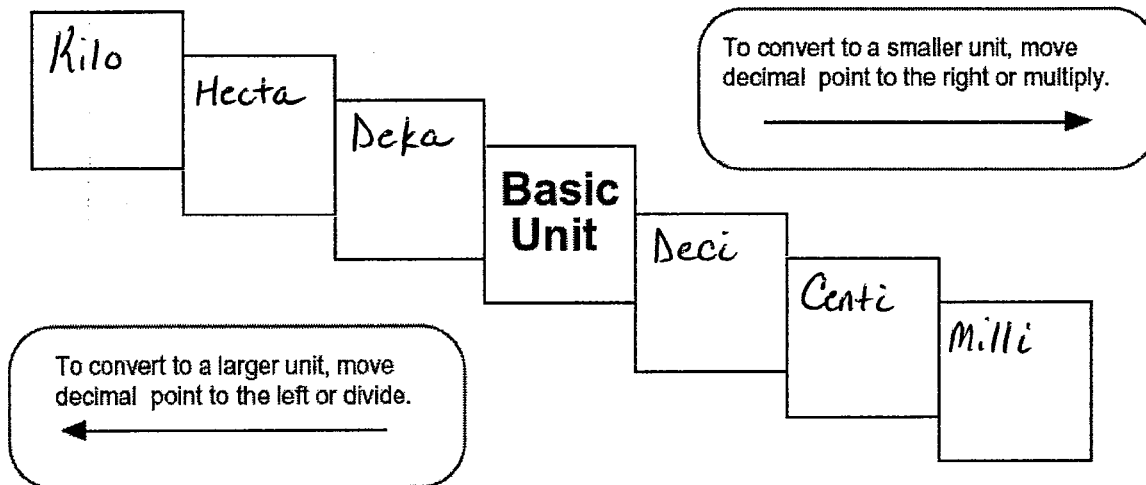 Kilo
Hecta
Deka
Basic
Unit
Deci
Centi
Milli
To convert to a smaller unit, move
decimal point to the right or multiply.
To convert to a larger unit, move
decimal point to the left or divide.